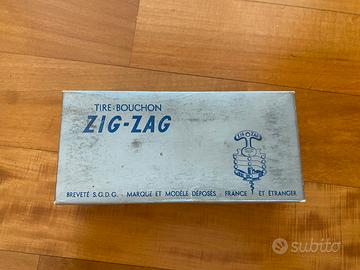 TIRE-BOUCHON
ZIG-ZAG
BREVETÉ S.G.D.G. - MARQUE ET MODÈLE DÉPOSÉS - FRANCE ET ÉTRANGER
subito